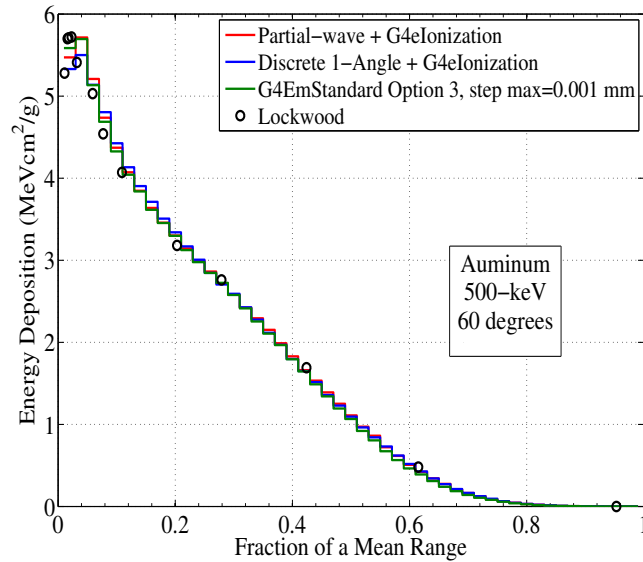 6
5
4
3
2
1
0
0
0.2
0.4
0.6
0.8
1
Energy Deposition (MeVcm²/g)
Fraction of a Mean Range
Partial−wave + G4eIonization
Discrete 1−Angle + G4eIonization
G4EmStandard Option 3, step max=0.001 mm
Lockwood
Auminum
500−keV
60 degrees